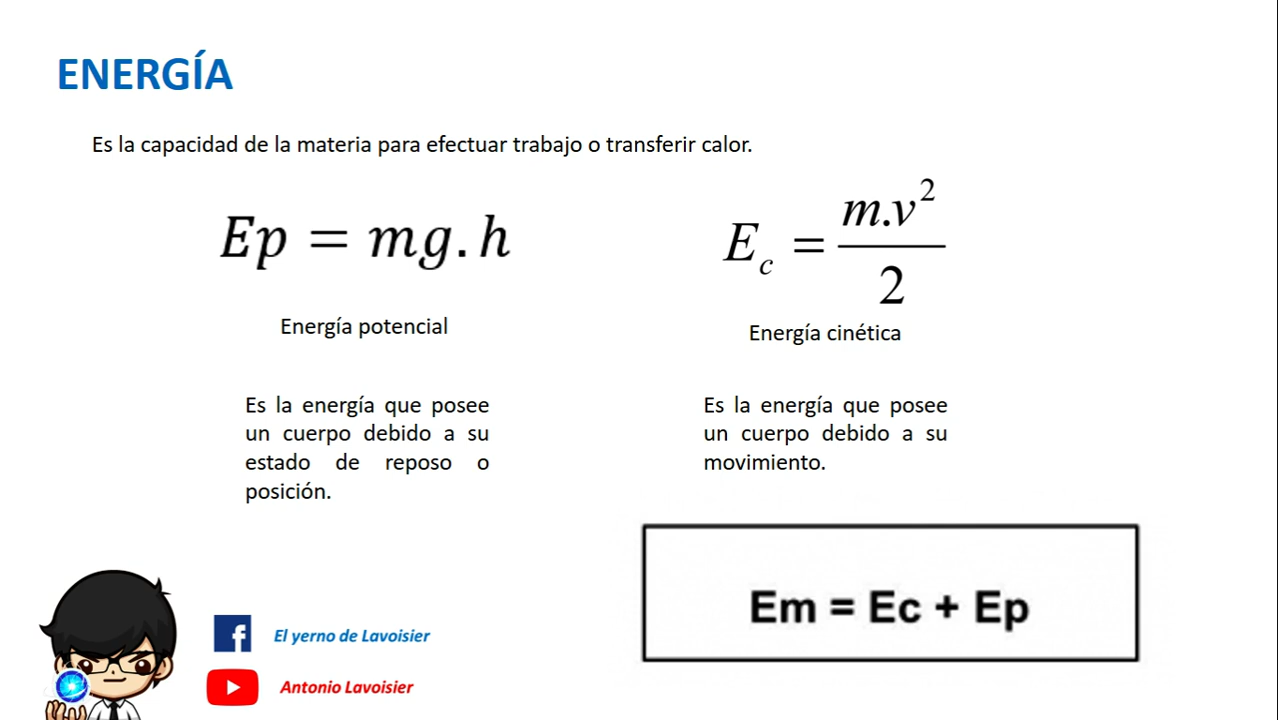 ENERGÍA
Es la capacidad de la materia para efectuar trabajo o transferir calor.
Ep = mg.h
E_c = m.v^2 / 2
Energía potencial
Energía cinética
Es la energía que posee
un cuerpo debido a su
estado de reposo o
posición.
Es la energía que posee
un cuerpo debido a su
movimiento.
Em = Ec + Ep
f
El yerno de Lavoisier
Antonio Lavoisier